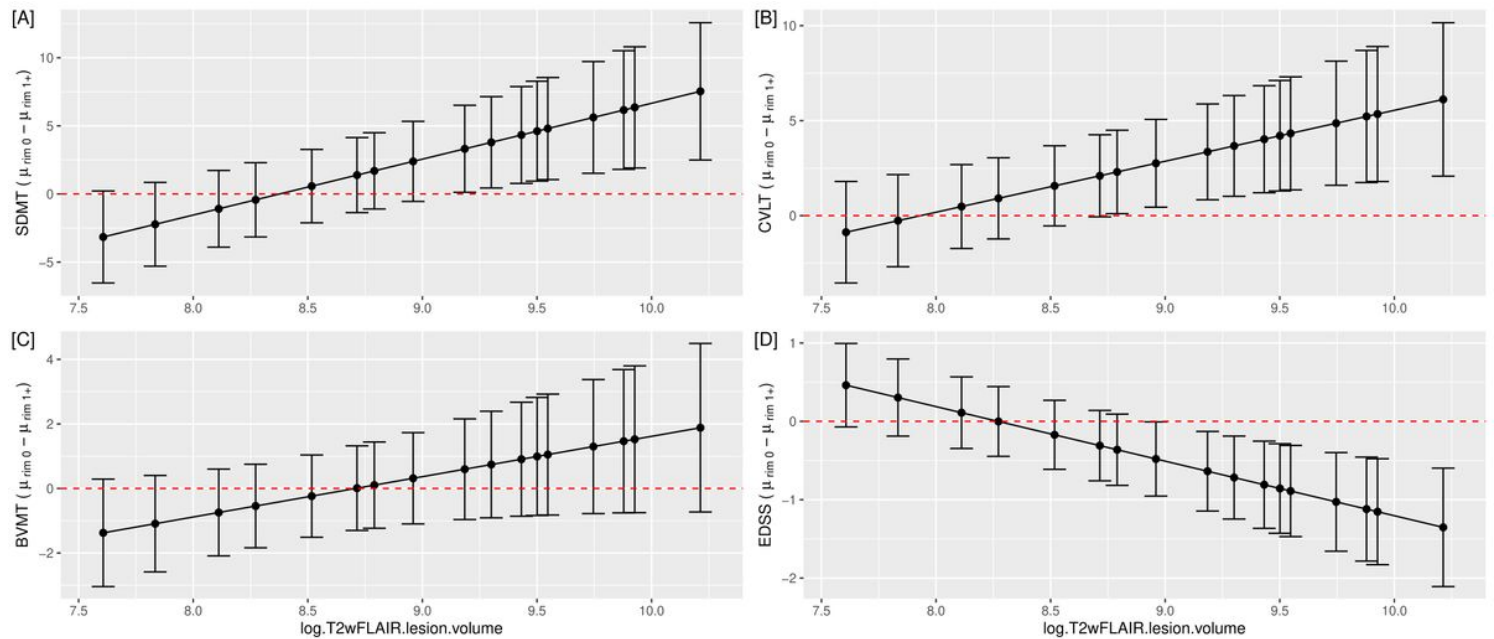 [A]
SDMT ( μ rim 0 − μ rim 1+)
10
5
0
−5
7.5 8.0 8.5 9.0 9.5 10.0
[B]
CVLT ( μ rim 0 − μ rim 1+)
10
5
0
7.5 8.0 8.5 9.0 9.5 10.0
[C]
BVMT ( μ rim 0 − μ rim 1+)
4
2
0
−2
7.5 8.0 8.5 9.0 9.5 10.0
log.T2wFLAIR.lesion.volume
[D]
EDSS ( μ rim 0 − μ rim 1+)
1
0
−1
−2
7.5 8.0 8.5 9.0 9.5 10.0
log.T2wFLAIR.lesion.volume